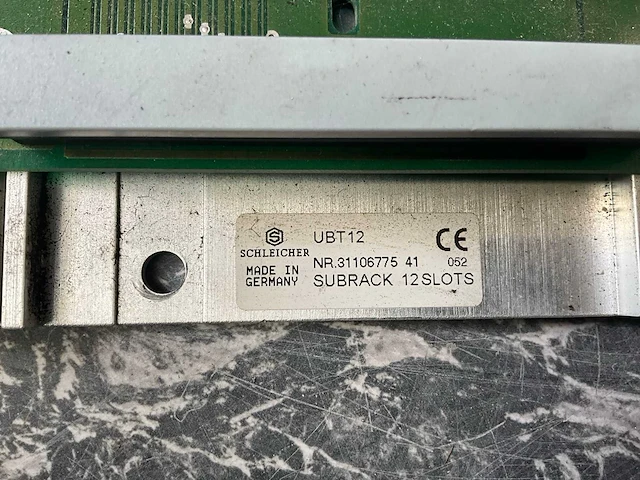 SCHLEICHER
MADE IN
GERMANY
UBT12
NR.31106775 41
SUBRACK 12SLOTS
CE
052